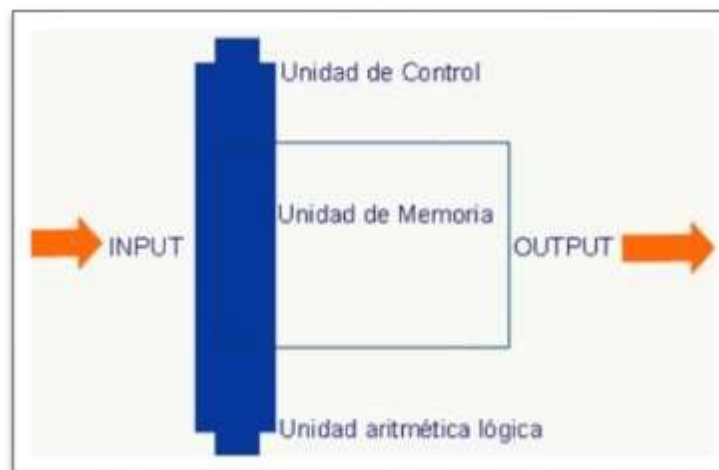 Unidad de Control
Unidad de Memoria
INPUT
OUTPUT
Unidad aritmética lógica